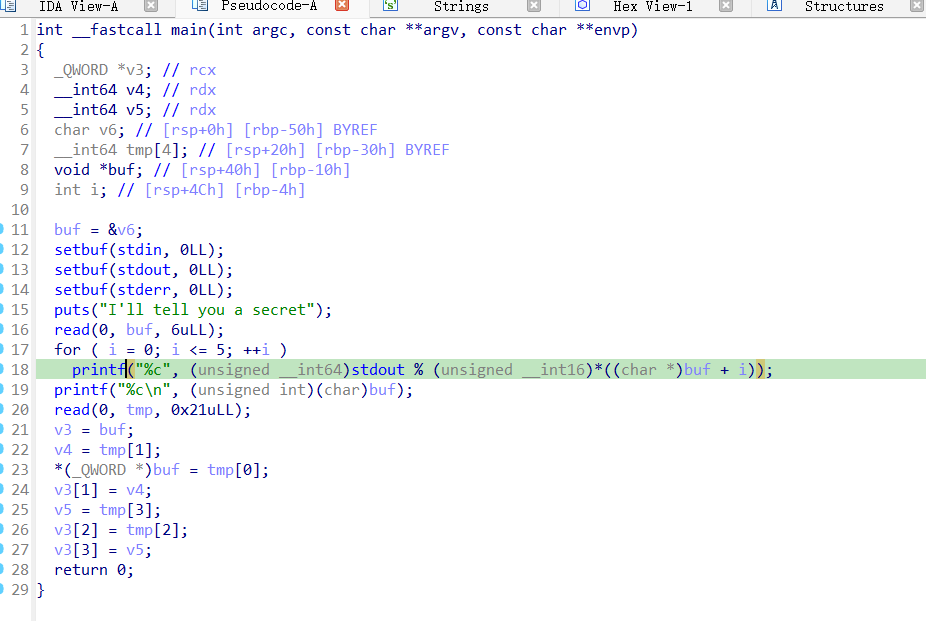 IDA View-A Pseudocode-A Strings Hex View-1 Structures
1 int __fastcall main(int argc, const char **argv, const char **envp)
2 {
3 _QWORD *v3; // rcx
4 __int64 v4; // rdx
5 __int64 v5; // rdx
6 char v6; // [rsp+0h] [rbp-50h] BYREF
7 __int64 tmp[4]; // [rsp+20h] [rbp-30h] BYREF
8 void *buf; // [rsp+40h] [rbp-10h]
9 int i; // [rsp+4Ch] [rbp-4h]
10
11 buf = &v6;
12 setbuf(stdin, 0LL);
13 setbuf(stdout, 0LL);
14 setbuf(stderr, 0LL);
15 puts("I'll tell you a secret");
16 read(0, buf, 6uLL);
17 for ( i = 0; i <= 5; ++i )
18 printf("%c", (unsigned __int64)stdout % (unsigned __int16)*((char *)buf + i));
19 printf("%c\n", (unsigned int)(char)buf);
20 read(0, tmp, 0x21uLL);
21 v3 = buf;
22 v4 = tmp[1];
23 *(_QWORD *)buf = tmp[0];
24 v3[1] = v4;
25 v5 = tmp[3];
26 v3[2] = tmp[2];
27 v3[3] = v5;
28 return 0;
29 }